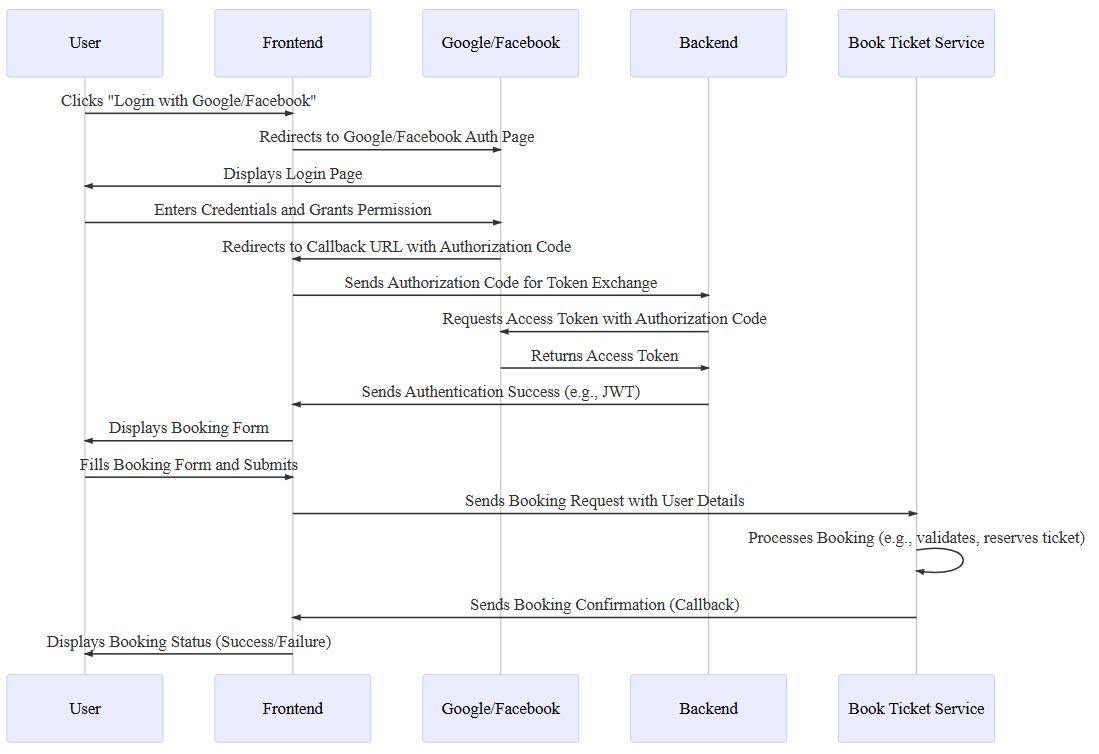 User
Frontend
Google/Facebook
Backend
Book Ticket Service
Clicks "Login with Google/Facebook"
Redirects to Google/Facebook Auth Page
Displays Login Page
Enters Credentials and Grants Permission
Redirects to Callback URL with Authorization Code
Sends Authorization Code for Token Exchange
Requests Access Token with Authorization Code
Returns Access Token
Sends Authentication Success (e.g., JWT)
Displays Booking Form
Fills Booking Form and Submits
Sends Booking Request with User Details
Processes Booking (e.g., validates, reserves ticket)
Sends Booking Confirmation (Callback)
Displays Booking Status (Success/Failure)
User
Frontend
Google/Facebook
Backend
Book Ticket Service